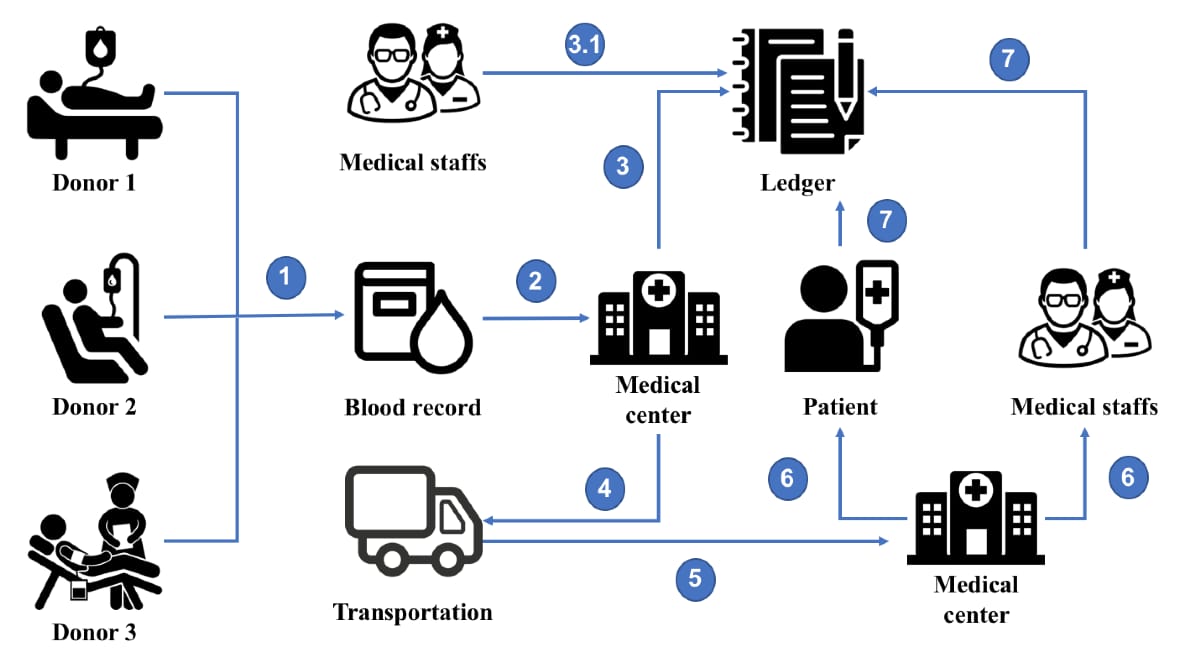 3.1
7
Medical staffs
3
Donor 1
Ledger
7
1
2
Medical
center
Donor 2
Blood record
Patient
Medical staffs
4
6
6
5
Medical
center
Transportation
Donor 3